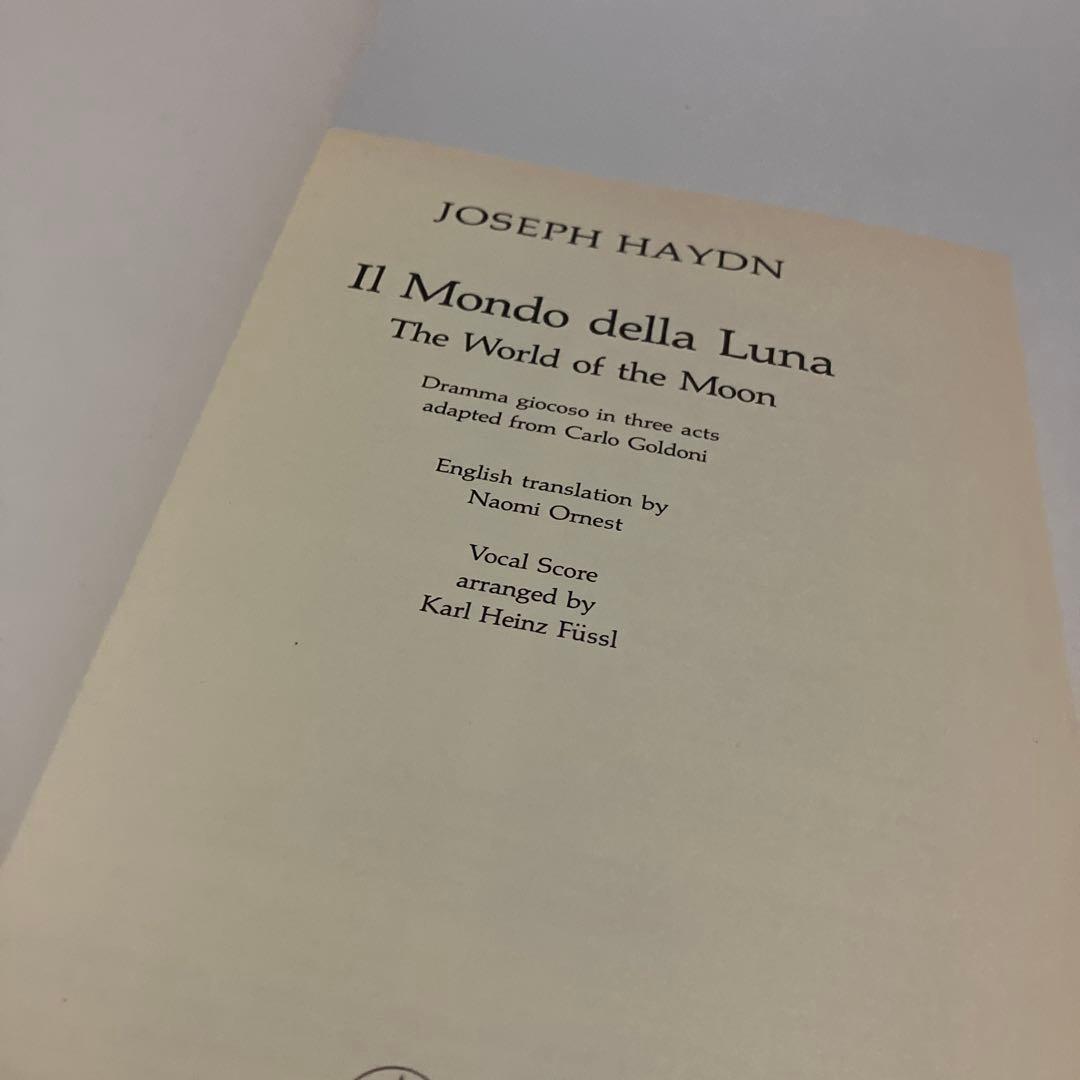 JOSEPH HAYDN
Il Mondo della Luna
The World of the Moon
Dramma giocoso in three acts
adapted from Carlo Goldoni
English translation by
Naomi Ornest
Vocal Score
arranged by
Karl Heinz Füssl